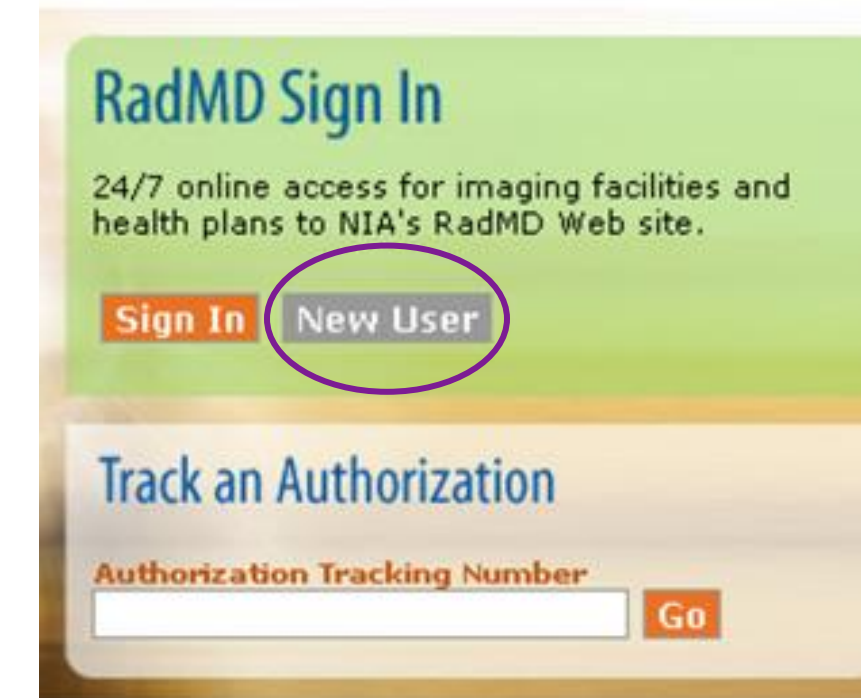 RadMD Sign In
24/7 online access for imaging facilities and
health plans to NIA's RadMD Web site.
Sign In New User
Track an Authorization
Authorization Tracking Number
Go